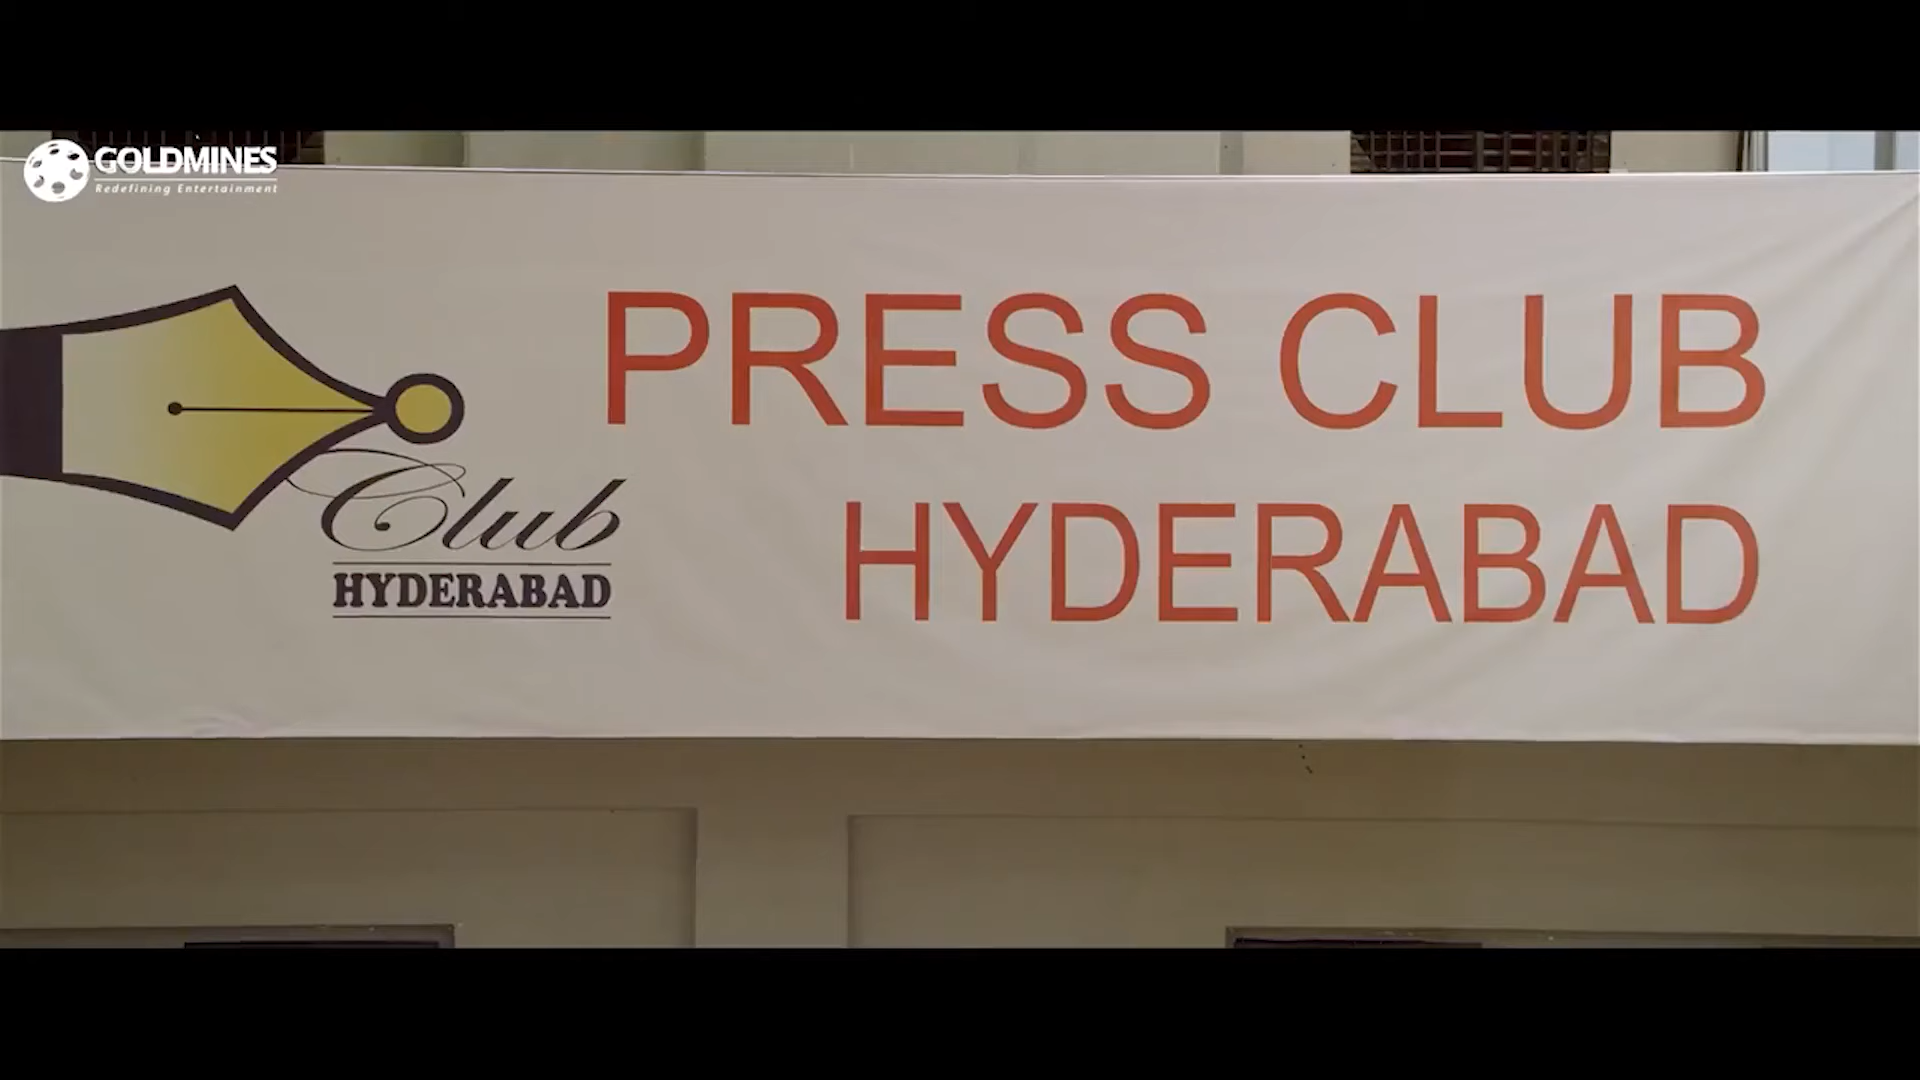 GOLDMINES
Redefining Entertainment
PRESS CLUB
HYDERABAD
Club
HYDERABAD